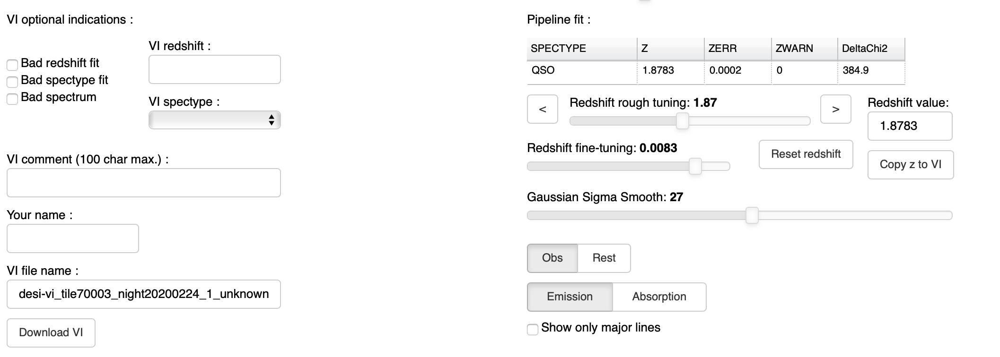 VI optional indications :
Bad redshift fit
Bad spectype fit
Bad spectrum
VI redshift :
VI spectype :
VI comment (100 char max.) :
Your name :
VI file name :
desi-vi_tile70003_night20200224_1_unknown
Download VI
Pipeline fit :
SPECTYPE Z ZERR ZWARN DeltaChi2
QSO 1.8783 0.0002 0 384.9
< Redshift rough tuning: 1.87 >
Redshift value:
1.8783
Redshift fine-tuning: 0.0083
Reset redshift
Copy z to VI
Gaussian Sigma Smooth: 27
Obs Rest
Emission Absorption
Show only major lines